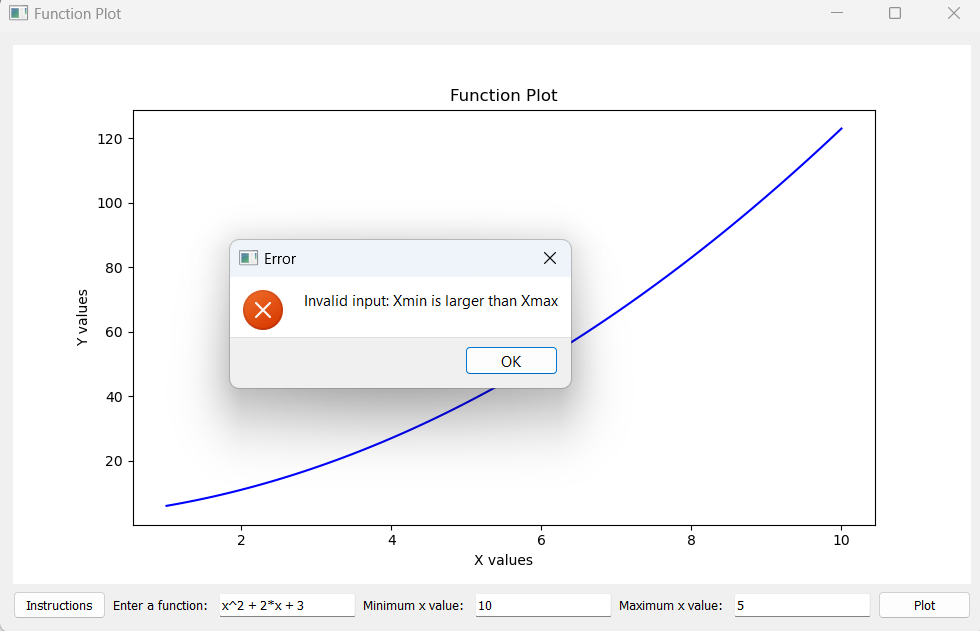 Function Plot
Function Plot
120
100
80
60
40
20
Y values
Error
Invalid input: Xmin is larger than Xmax
OK
2 4 6 8 10
X values
Instructions Enter a function: x^2 + 2*x + 3 Minimum x value: 10 Maximum x value: 5 Plot